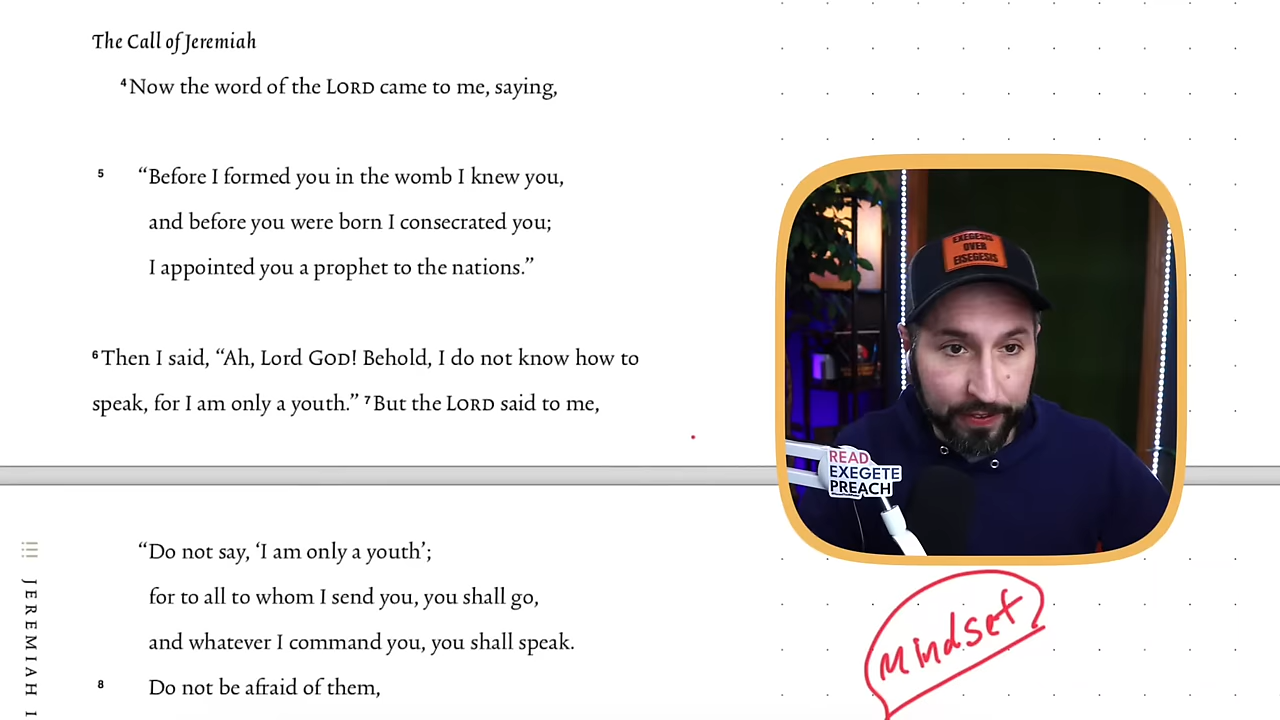 The Call of Jeremiah
⁴Now the word of the LORD came to me, saying,
5 “Before I formed you in the womb I knew you,
and before you were born I consecrated you;
I appointed you a prophet to the nations.”
⁶Then I said, “Ah, Lord GOD! Behold, I do not know how to
speak, for I am only a youth.” ⁷But the LORD said to me,
“Do not say, ‘I am only a youth’;
for to all to whom I send you, you shall go,
and whatever I command you, you shall speak.
8 Do not be afraid of them,
JEREMIAH 1
EXEGESIS
OVER
EISEGESIS
READ
EXEGETE
PREACH
Mindset